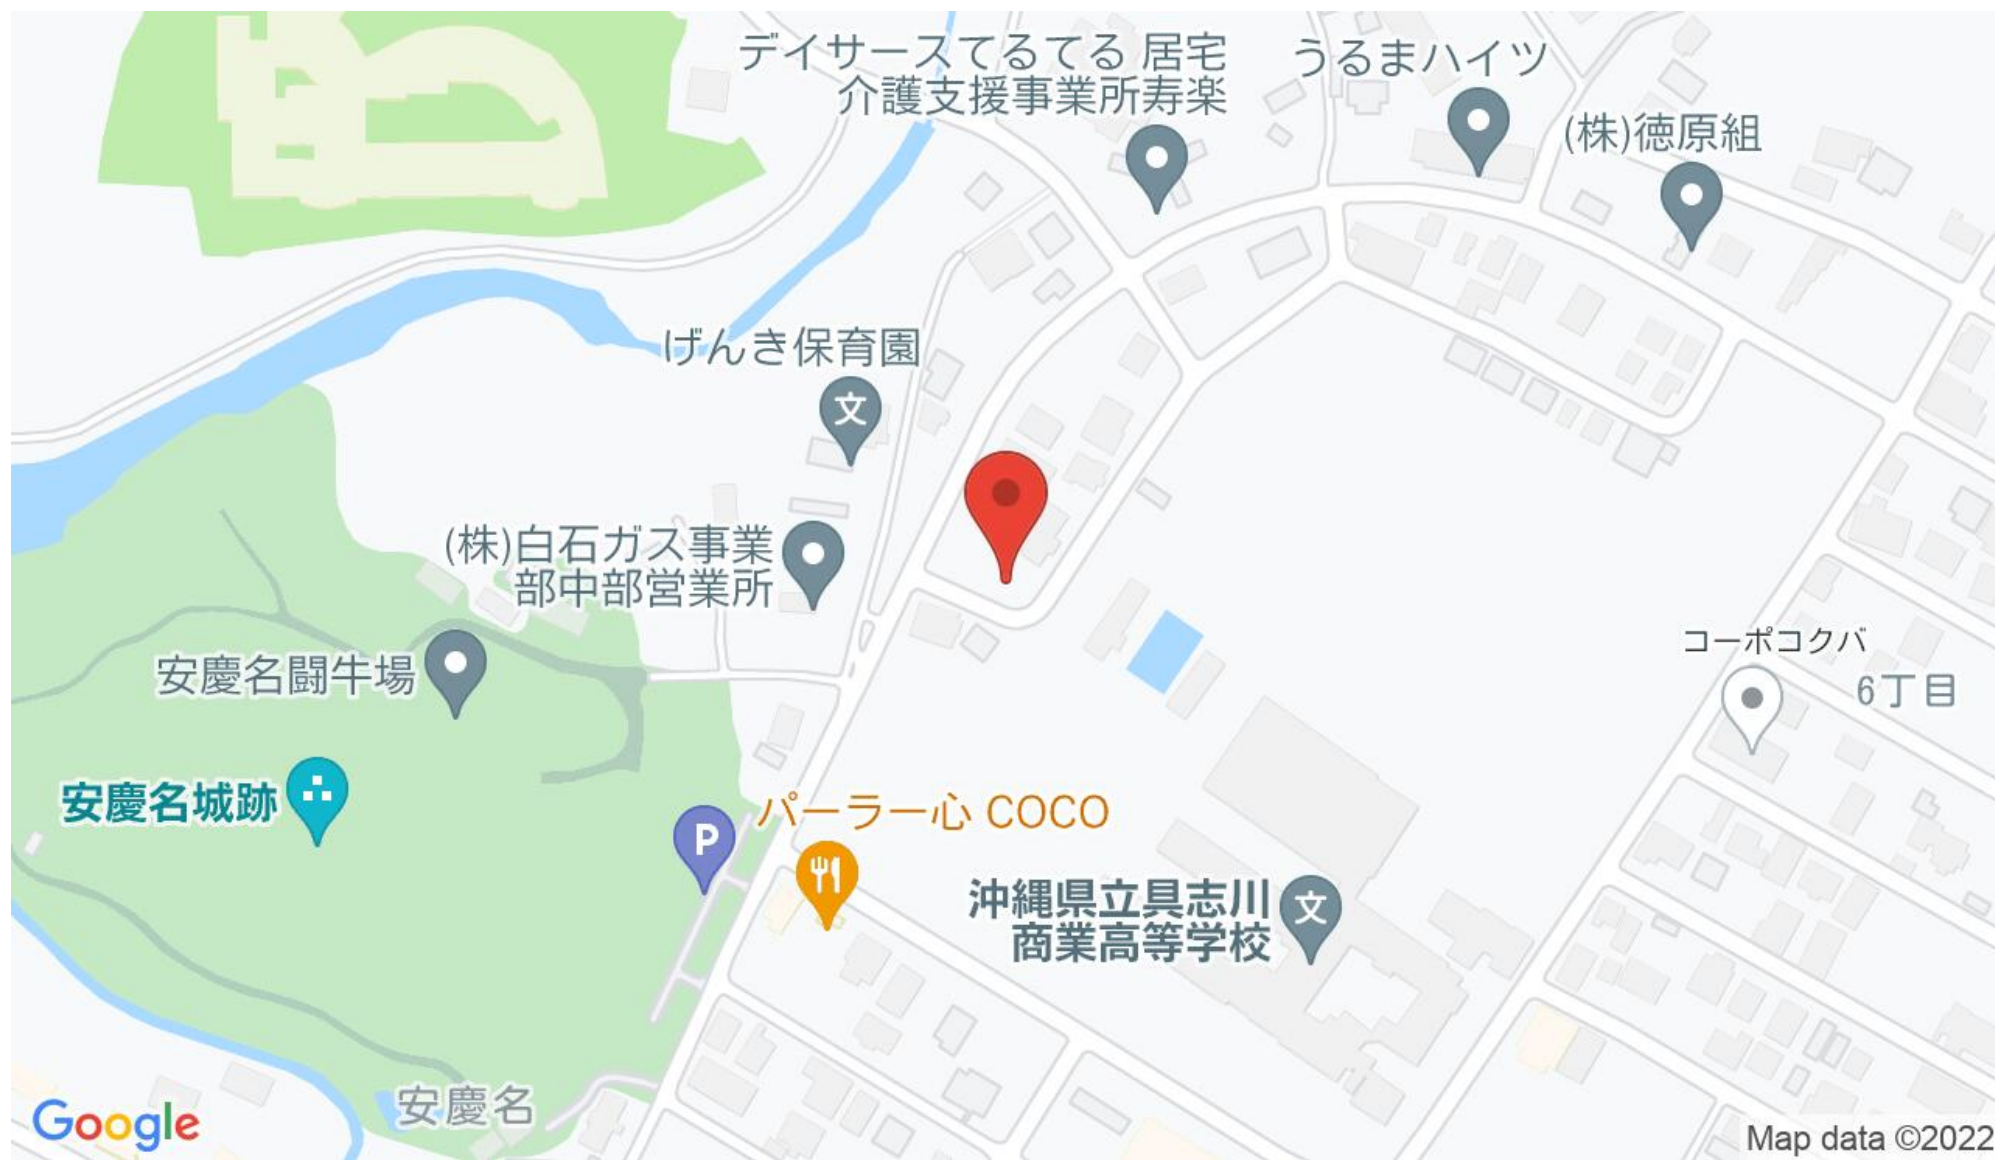 デイサースてるてる 居宅
介護支援事業所寿楽
うるまハイツ
(株)徳原組
げんき保育園
文
(株)白石ガス事業
部中部営業所
安慶名闘牛場
コーポコクバ
6丁目
安慶名城跡
P
パーラー心 COCO
沖縄県立具志川
商業高等学校
文
安慶名
Google
Map data ©2022